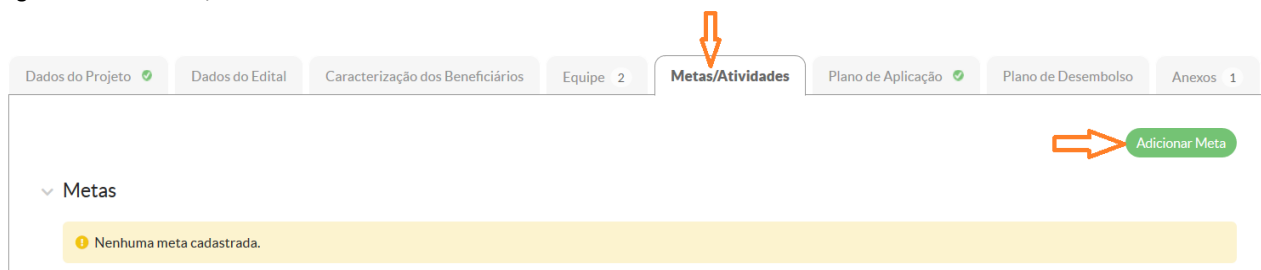 Dados do Projeto Dados do Edital Caracterização dos Beneficiários Equipe 2 Metas/Atividades Plano de Aplicação Plano de Desembolso Anexos 1
Adicionar Meta
Metas
Nenhuma meta cadastrada.